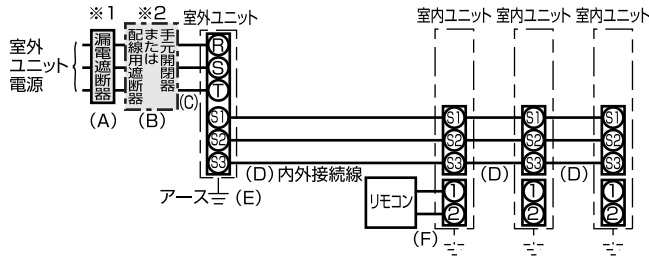 ※1
※2
室外ユニット
室内ユニット
室内ユニット
室内ユニット
室外
ユニット
電源
漏電遮断器
手元開閉器
または
配線用遮断器
R
S
T
S1
S2
S3
S1
S2
S3
S1
S2
S3
S1
S2
S3
(A)
(B)
(C)
(D) 内外接続線
(D)
(D)
アース
(E)
リモコン
(F)
1
2
1
2
1
2